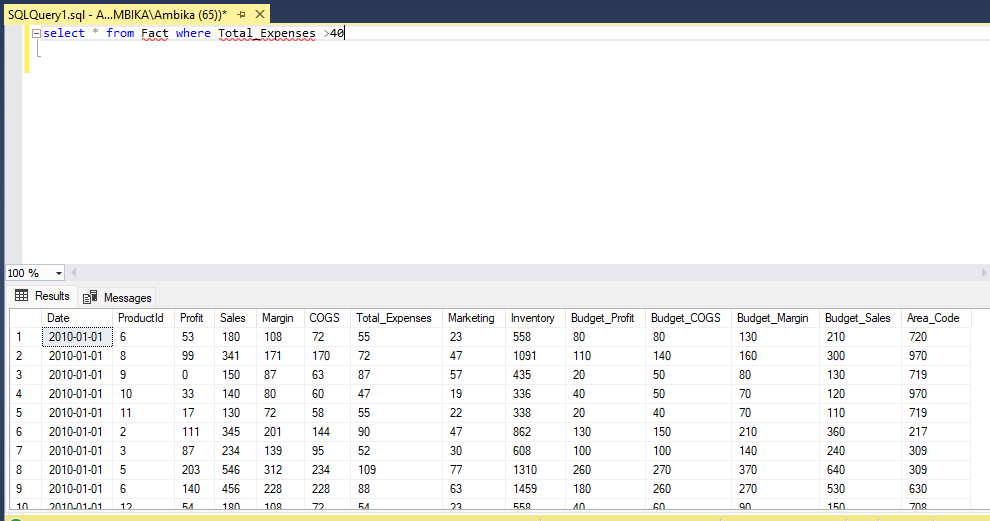 SQLQuery1.sql - A...MBIKA\Ambika (65))*
select * from Fact where Total_Expenses >40
100 %
Results Messages
Date ProductId Profit Sales Margin COGS Total_Expenses Marketing Inventory Budget_Profit Budget_COGS Budget_Margin Budget_Sales Area_Code
1 2010-01-01 6 53 180 108 72 55 23 558 80 80 130 210 720
2 2010-01-01 8 99 341 171 170 72 47 1091 110 140 160 300 970
3 2010-01-01 9 0 150 87 63 87 57 435 20 50 80 130 719
4 2010-01-01 10 33 140 80 60 47 19 336 40 50 70 120 970
5 2010-01-01 11 17 130 72 58 55 22 338 20 40 70 110 719
6 2010-01-01 2 111 345 201 144 90 47 862 130 150 210 360 217
7 2010-01-01 3 87 234 139 95 52 30 608 100 100 140 240 309
8 2010-01-01 5 203 546 312 234 109 77 1310 260 270 370 640 309
9 2010-01-01 6 140 456 228 228 88 63 1459 180 260 270 530 630
10 2010-01-01 12 54 180 108 72 54 23 558 40 60 90 150 708